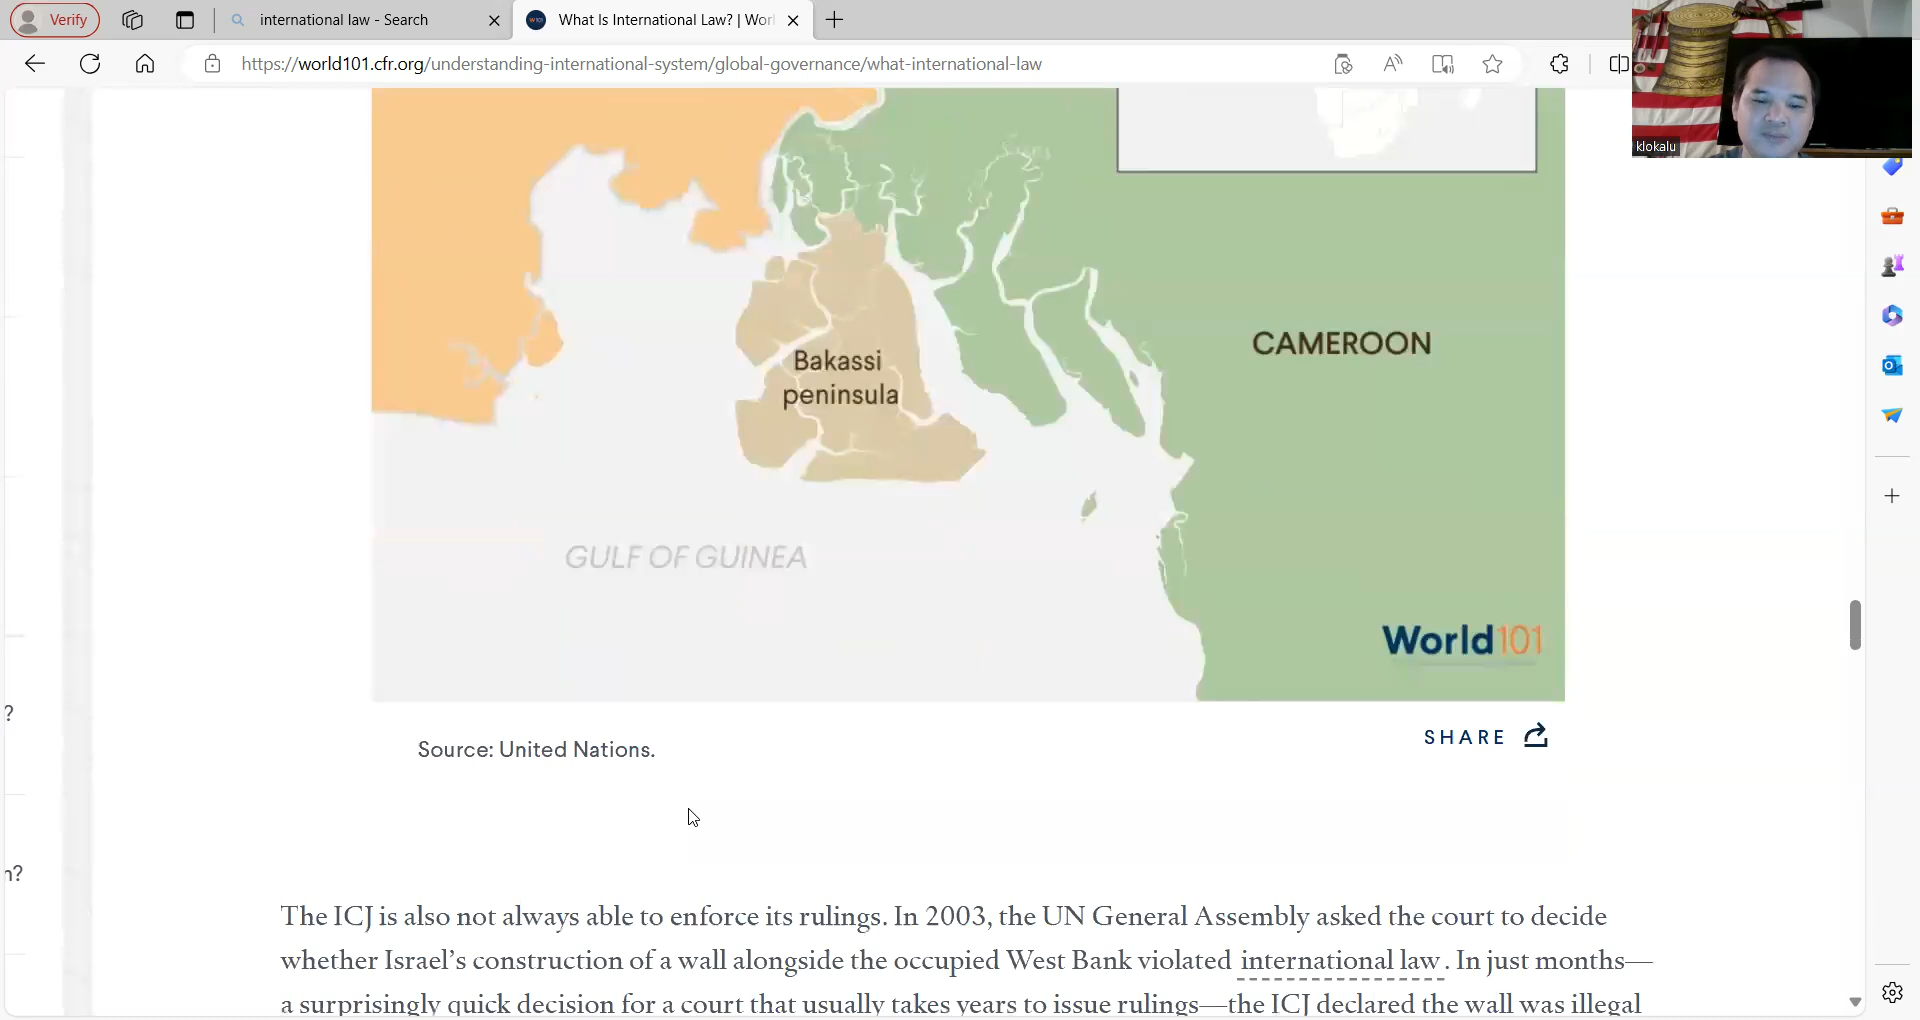 Verify
international law - Search
What Is International Law? | Worl
https://world101.cfr.org/understanding-international-system/global-governance/what-international-law
klokalu
Bakassi
peninsula
CAMEROON
GULF OF GUINEA
World101
SHARE
Source: United Nations.
?
n?
The ICJ is also not always able to enforce its rulings. In 2003, the UN General Assembly asked the court to decide
whether Israel's construction of a wall alongside the occupied West Bank violated international law. In just months—
a surprisingly quick decision for a court that usually takes years to issue rulings—the ICJ declared the wall was illegal